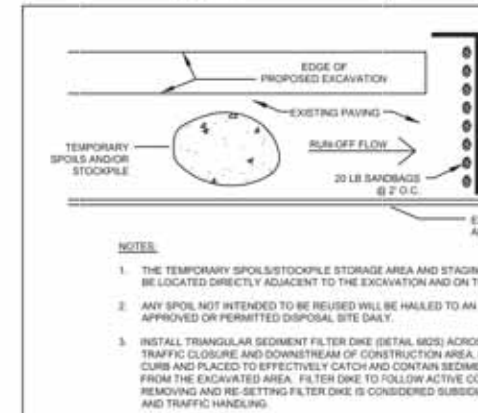 EDGE OF
PROPOSED EXCAVATION
EXISTING PAVING
TEMPORARY
SPOILS AND/OR
STOCKPILE
RUN-OFF FLOW
20 LB SANDBAGS
@ 2' O.C.
NOTES:
1. THE TEMPORARY SPOILS/STOCKPILE STORAGE AREA AND STAGING
BE LOCATED DIRECTLY ADJACENT TO THE EXCAVATION AND ON
2. ANY SPOIL NOT INTENDED TO BE REUSED WILL BE HAULED TO AN
APPROVED OR PERMITTED DISPOSAL SITE DAILY.
3. INSTALL TRIANGULAR SEDIMENT FILTER DIKE (DETAIL 682S) ACROS
TRAFFIC CLOSURE AND DOWNSTREAM OF CONSTRUCTION AREA.
CURB AND PLACED TO EFFECTIVELY CATCH AND CONTAIN SEDIME
FROM THE EXCAVATED AREA. FILTER DIKE TO FOLLOW ACTIVE CO
REMOVING AND RE-SETTING FILTER DIKE IS CONSIDERED SUBSID
AND TRAFFIC HANDLING.